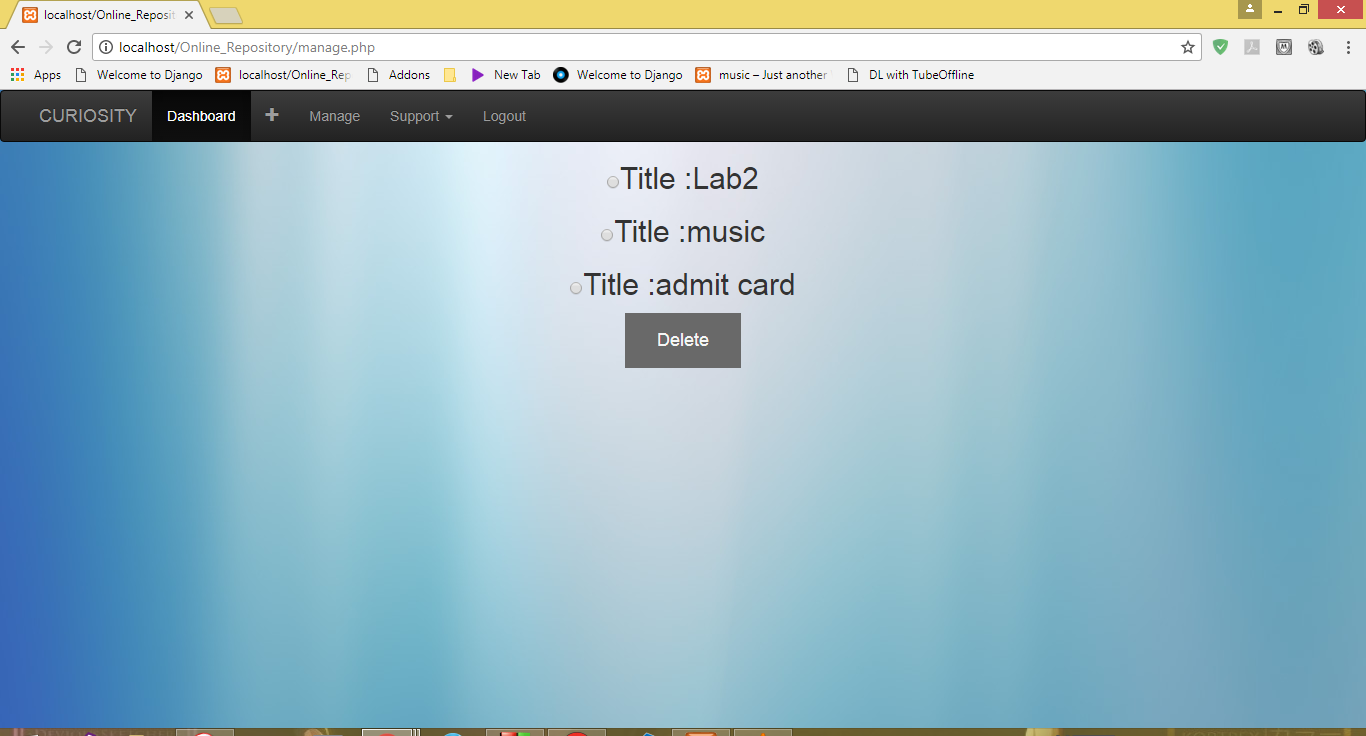 localhost/Online_Reposit
localhost/Online_Repository/manage.php
Apps Welcome to Django localhost/Online_Rep Addons New Tab Welcome to Django music – Just another DL with TubeOffline
CURIOSITY Dashboard + Manage Support Logout
Title :Lab2
Title :music
Title :admit card
Delete